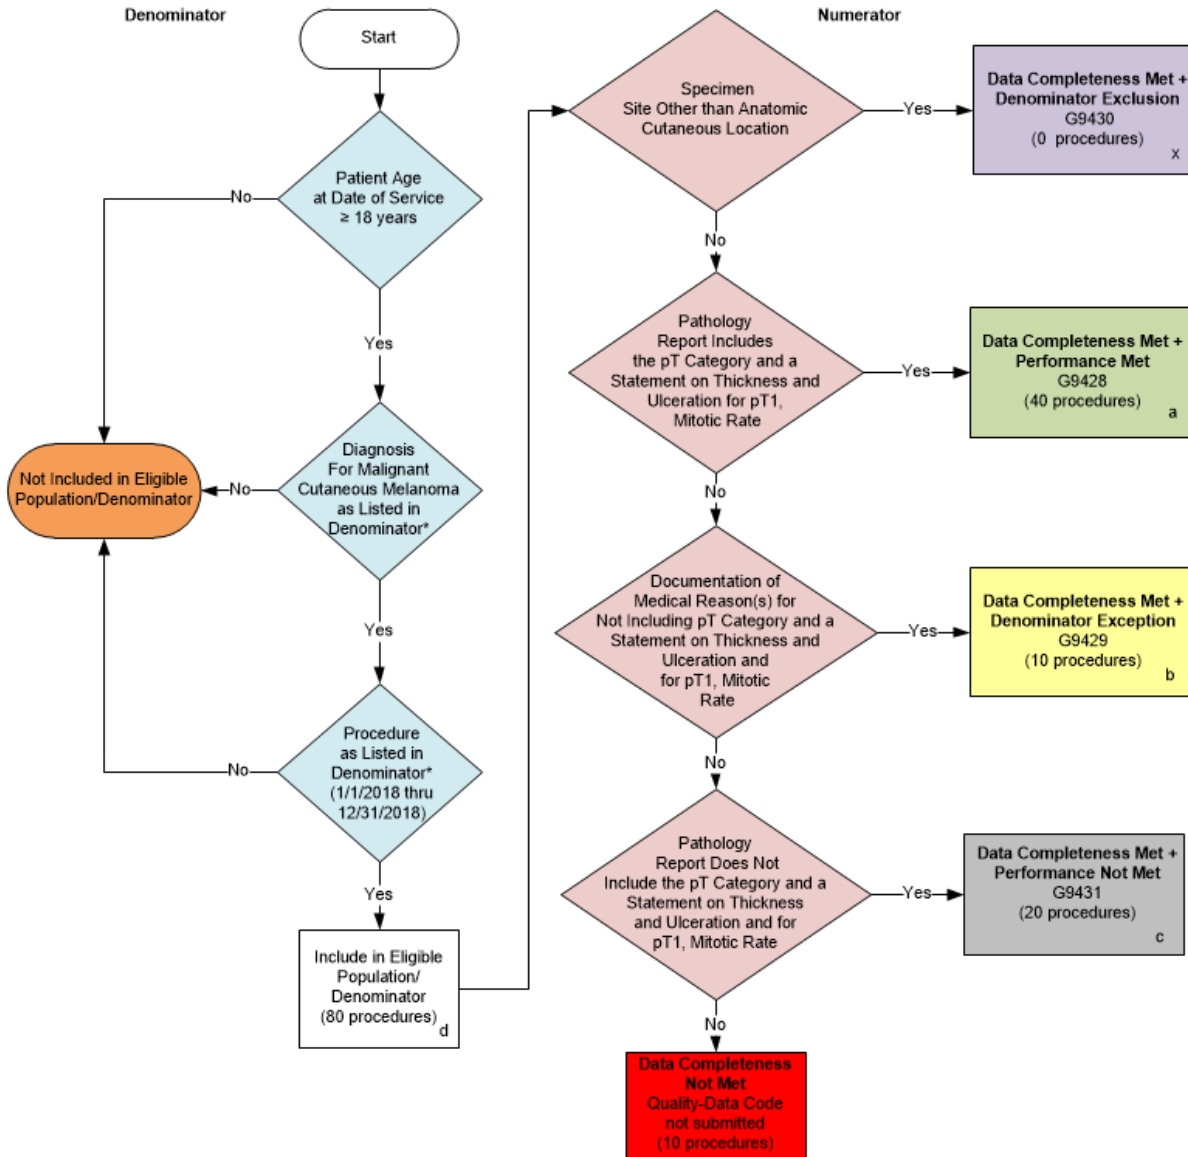 Denominator
Numerator
Start
Patient Age
at Date of Service
≥ 18 years
No
Yes
Diagnosis
For Malignant
Cutaneous Melanoma
as Listed in
Denominator*
No
Not Included in Eligible
Population/Denominator
Yes
Procedure
as Listed in
Denominator*
(1/1/2018 thru
12/31/2018)
No
Yes
Include in Eligible
Population/
Denominator
(80 procedures)
d
Specimen
Site Other than Anatomic
Cutaneous Location
Yes
Data Completeness Met +
Denominator Exclusion
G9430
(0 procedures)
x
No
Pathology
Report Includes
the pT Category and a
Statement on Thickness and
Ulceration for pT1,
Mitotic Rate
Yes
Data Completeness Met +
Performance Met
G9428
(40 procedures)
a
No
Documentation of
Medical Reason(s) for
Not Including pT Category and a
Statement on Thickness and
Ulceration and
for pT1, Mitotic
Rate
Yes
Data Completeness Met +
Denominator Exception
G9429
(10 procedures)
b
No
Pathology
Report Does Not
Include the pT Category and a
Statement on Thickness
and Ulceration and for
pT1, Mitotic Rate
Yes
Data Completeness Met +
Performance Not Met
G9431
(20 procedures)
c
No
Data Completeness
Not Met
Quality-Data Code
not submitted
(10 procedures)